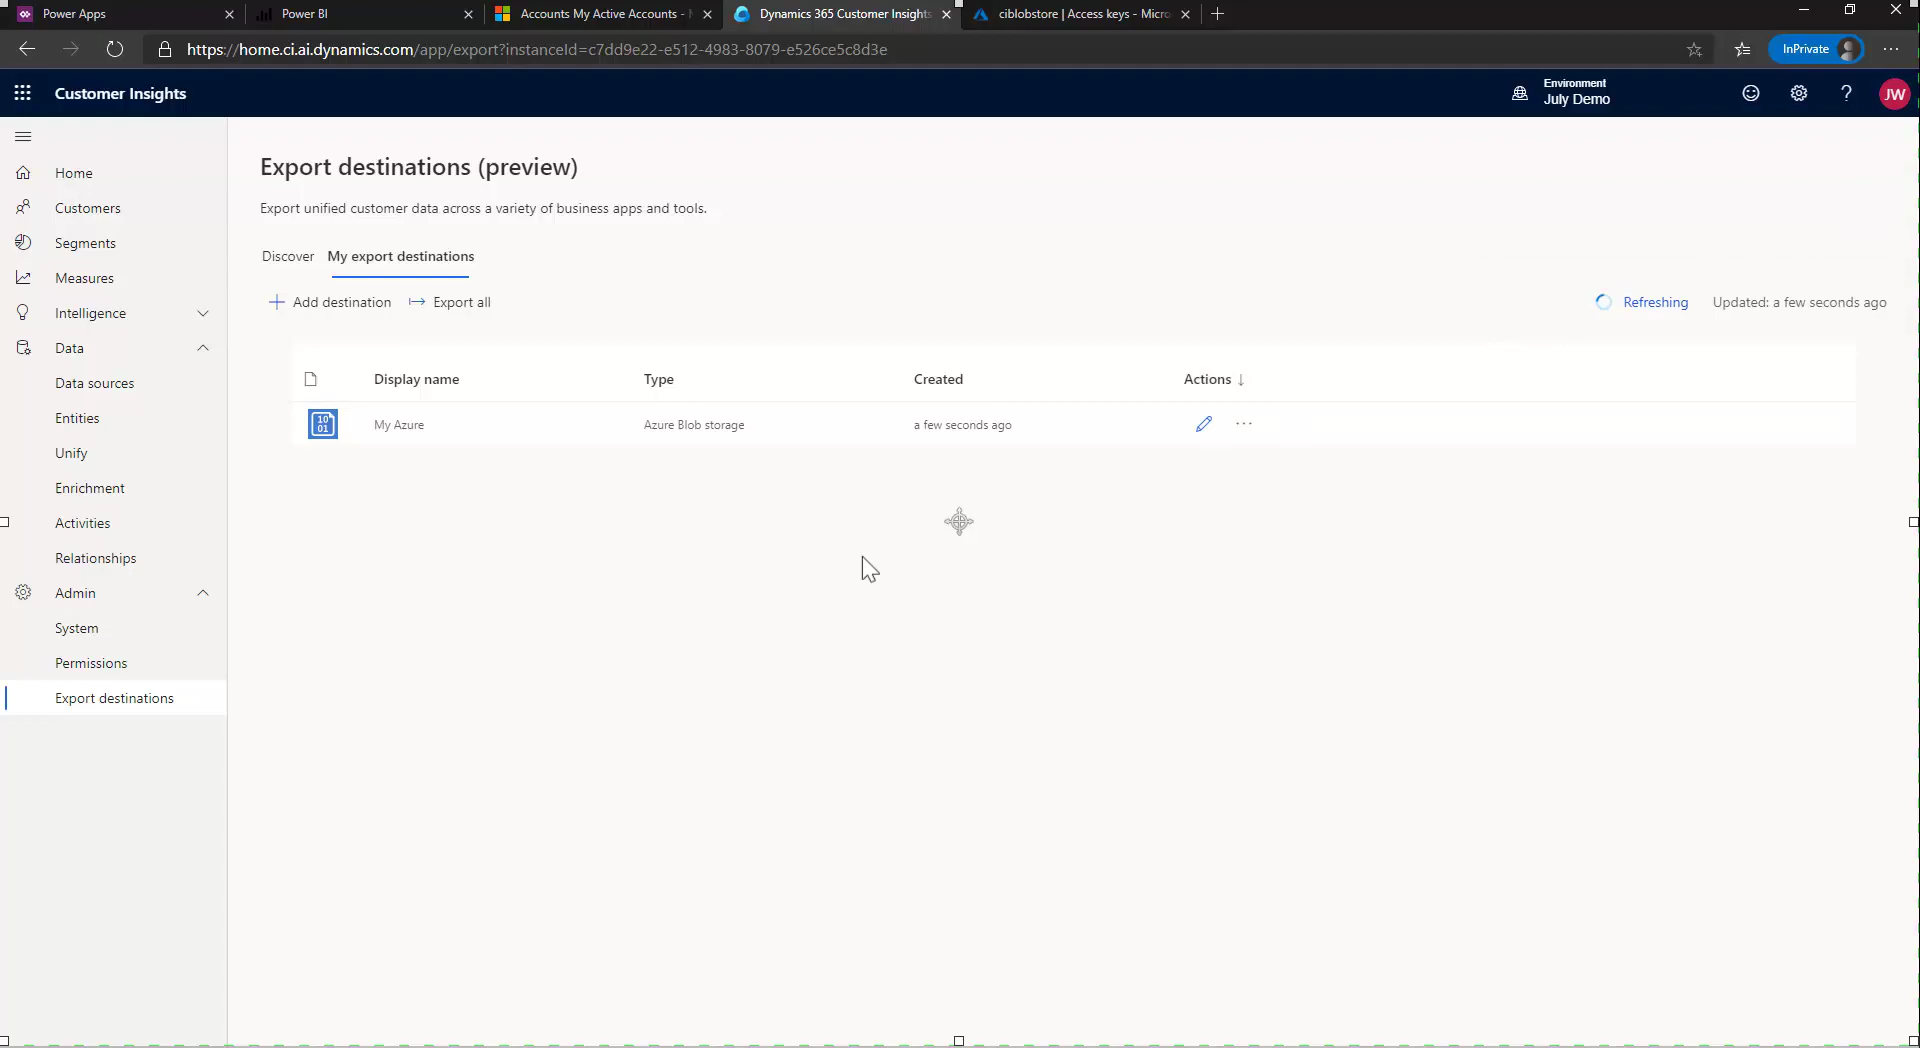 Power Apps
Power BI
Accounts My Active Accounts -
Dynamics 365 Customer Insights
ciblobstore | Access keys - Micro
https://home.ci.ai.dynamics.com/app/export?instanceId=c7dd9e22-e512-4983-8079-e526ce5c8d3e
InPrivate
Customer Insights
Environment
July Demo
JW
Home
Customers
Segments
Measures
Intelligence
Data
Data sources
Entities
Unify
Enrichment
Activities
Relationships
Admin
System
Permissions
Export destinations
Export destinations (preview)
Export unified customer data across a variety of business apps and tools.
Discover My export destinations
Add destination Export all
Refreshing Updated: a few seconds ago
Display name Type Created Actions
My Azure Azure Blob storage a few seconds ago